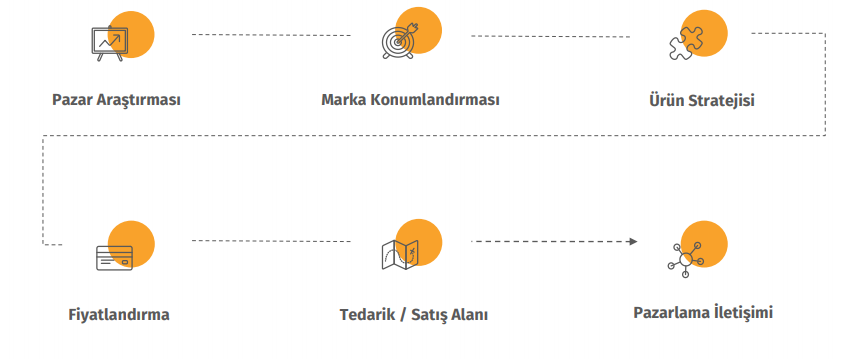 Pazar Araştırması
Marka Konumlandırması
Ürün Stratejisi
Fiyatlandırma
Tedarik / Satış Alanı
Pazarlama İletişimi